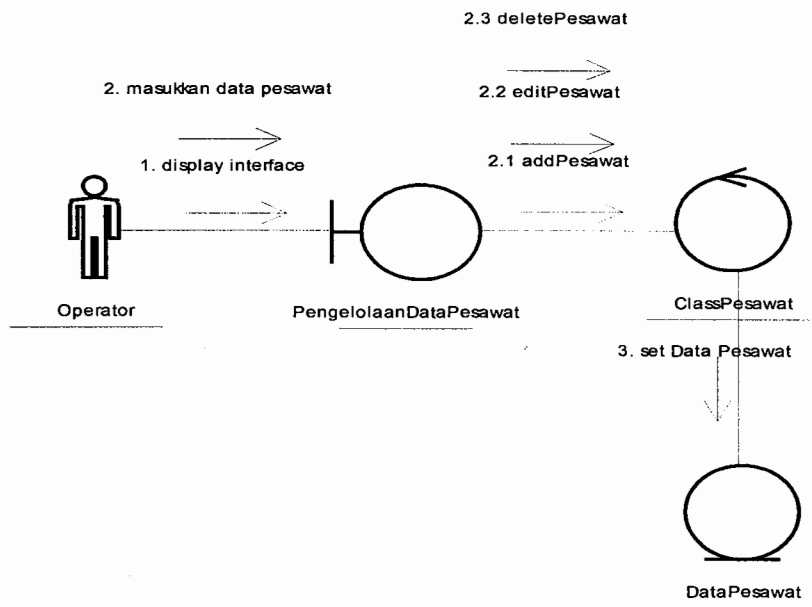 2.3 deletePesawat
2. masukkan data pesawat
2.2 editPesawat
1. display interface
2.1 addPesawat
Operator
PengelolaanDataPesawat
ClassPesawat
3. set Data Pesawat
DataPesawat